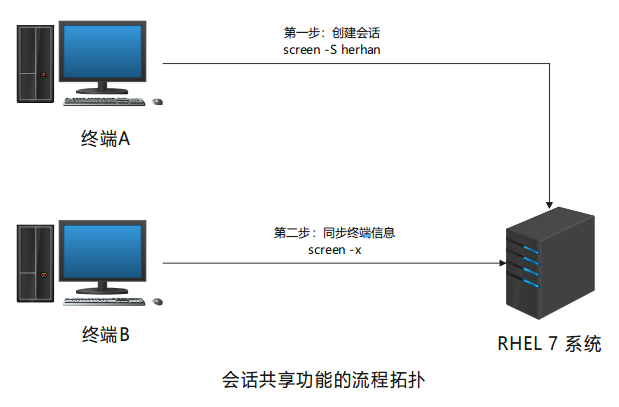 第一步：创建会话
screen -S herhan
终端A
第二步：同步终端信息
screen -x
终端B
RHEL 7 系统
会话共享功能的流程拓扑